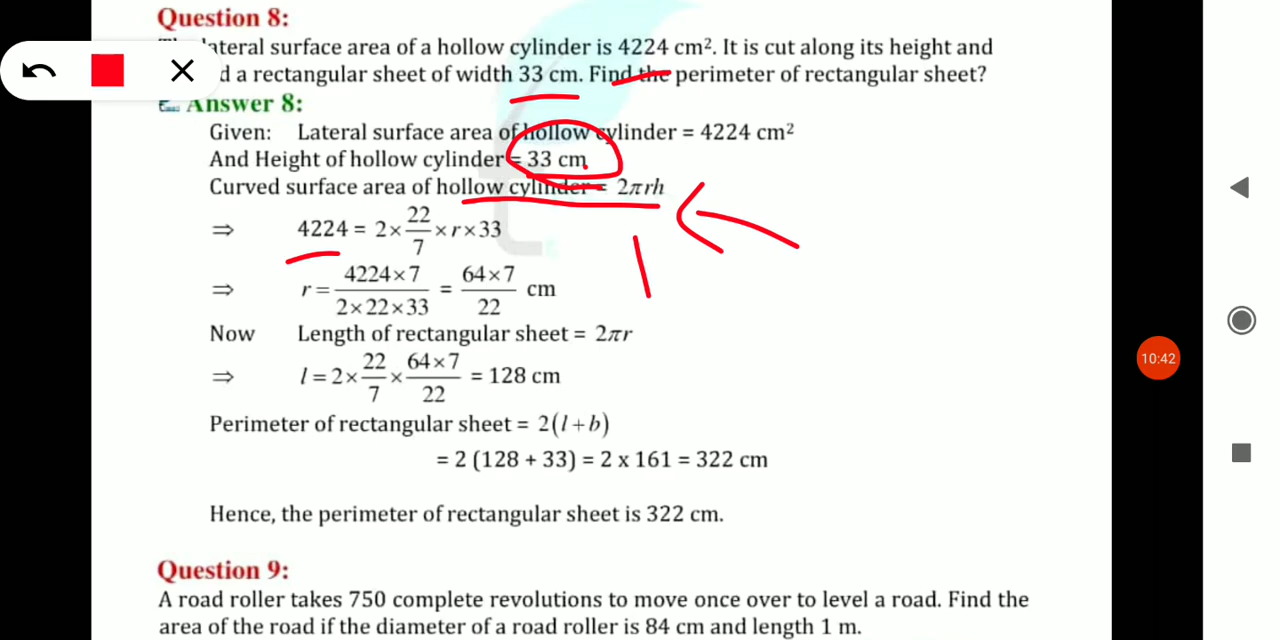 Question 8:
lateral surface area of a hollow cylinder is 4224 cm². It is cut along its height and
a rectangular sheet of width 33 cm. Find the perimeter of rectangular sheet?
Answer 8:
Given: Lateral surface area of hollow cylinder = 4224 cm²
And Height of hollow cylinder = 33 cm
Curved surface area of hollow cylinder = 2πrh
⇒ 4224 = 2×22/7×r×33
⇒ r = 4224×7/2×22×33 = 64×7/22 cm
Now Length of rectangular sheet = 2πr
⇒ l = 2×22/7×64×7/22 = 128 cm
Perimeter of rectangular sheet = 2(l+b)
= 2 (128 + 33) = 2 x 161 = 322 cm
Hence, the perimeter of rectangular sheet is 322 cm.
10:42
Question 9:
A road roller takes 750 complete revolutions to move once over to level a road. Find the
area of the road if the diameter of a road roller is 84 cm and length 1 m.